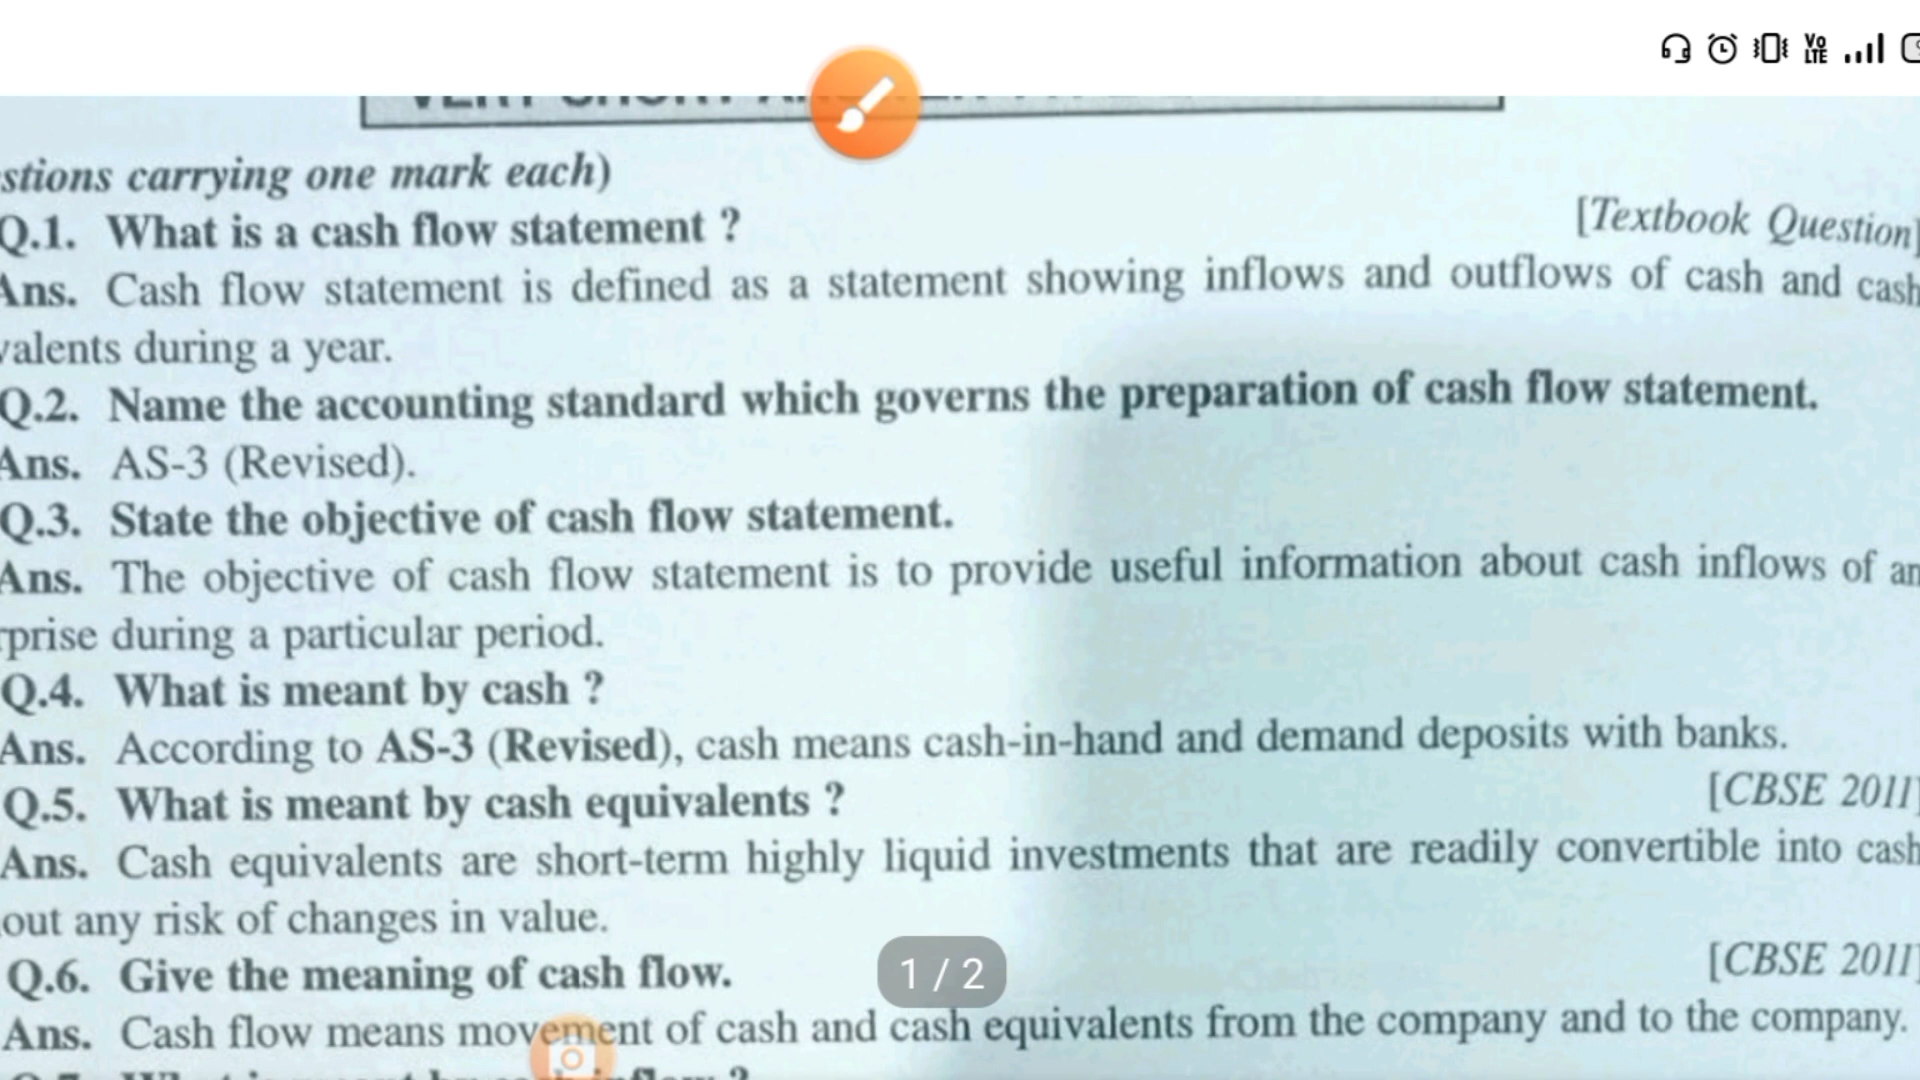 stions carrying one mark each)
Q.1. What is a cash flow statement ? [Textbook Question]
Ans. Cash flow statement is defined as a statement showing inflows and outflows of cash and cash
valents during a year.
Q.2. Name the accounting standard which governs the preparation of cash flow statement.
Ans. AS-3 (Revised).
Q.3. State the objective of cash flow statement.
Ans. The objective of cash flow statement is to provide useful information about cash inflows of an
rprise during a particular period.
Q.4. What is meant by cash ?
Ans. According to AS-3 (Revised), cash means cash-in-hand and demand deposits with banks.
Q.5. What is meant by cash equivalents ? [CBSE 2011]
Ans. Cash equivalents are short-term highly liquid investments that are readily convertible into cash
out any risk of changes in value.
Q.6. Give the meaning of cash flow. [CBSE 2011]
1 / 2
Ans. Cash flow means movement of cash and cash equivalents from the company and to the company.